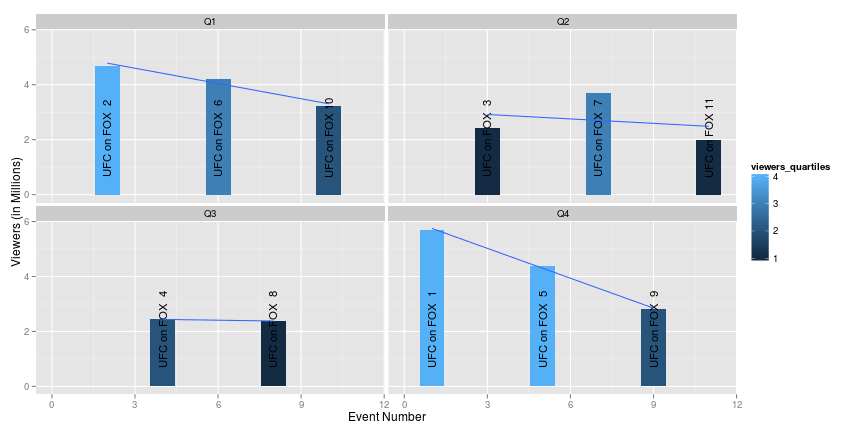 Q1
Q2
6
4
2
0
UFC on FOX 2
UFC on FOX 6
UFC on FOX 10
UFC on FOX 3
UFC on FOX 7
UFC on FOX 11
Q3
Q4
6
4
2
0
UFC on FOX 4
UFC on FOX 8
UFC on FOX 1
UFC on FOX 5
UFC on FOX 9
0
3
6
9
12
0
3
6
9
12
Event Number
Viewers (in Millions)
viewers_quartiles
4
3
2
1